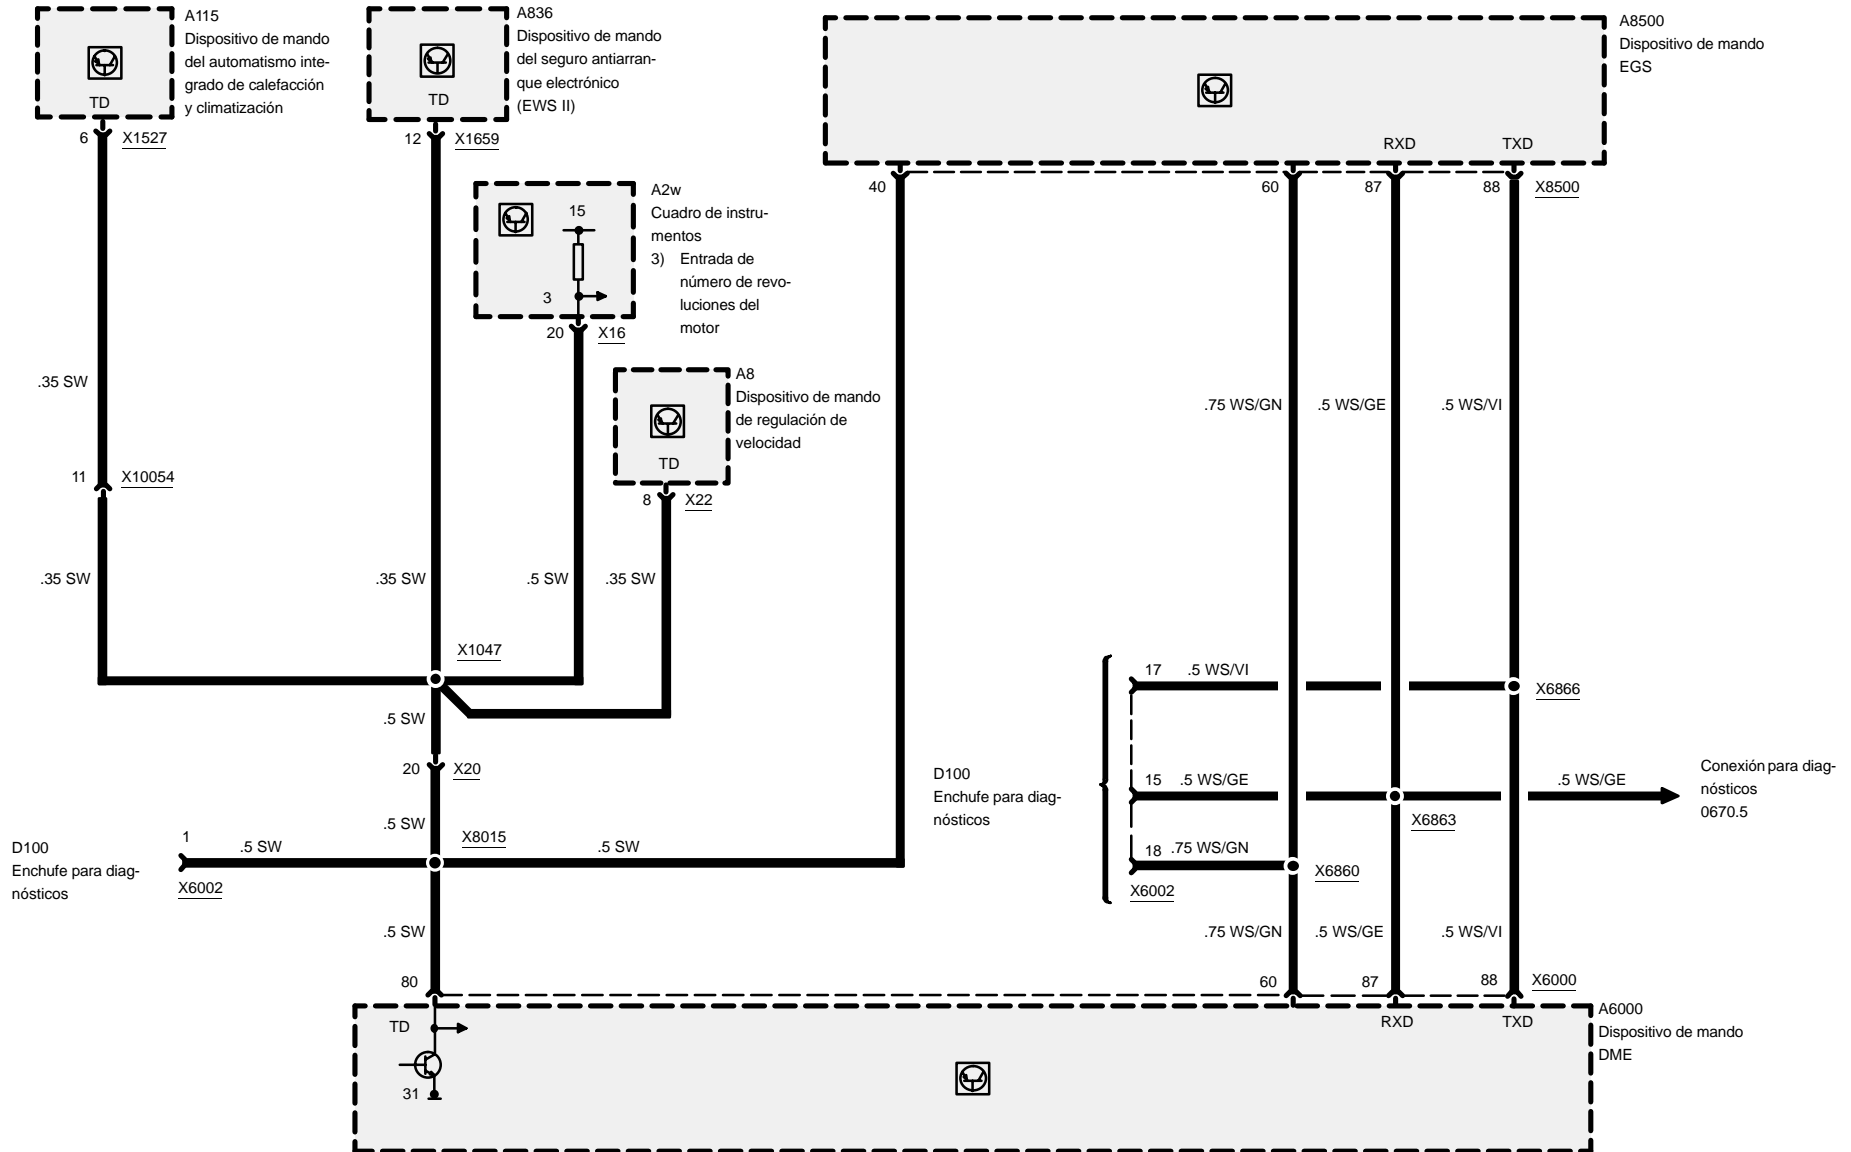 A115
Dispositivo de mando
del automatismo inte-
grado de calefacción
y climatización
TD
6
X1527
A836
Dispositivo de mando
del seguro antiarran-
que electrónico
(EWS II)
TD
12
X1659
A8500
Dispositivo de mando
EGS
RXD
TXD
40
60
87
88
X8500
A2w
Cuadro de instru-
mentos
3) Entrada de
número de revo-
luciones del
motor
15
3
20
X16
A8
Dispositivo de mando
de regulación de
velocidad
TD
8
X22
.35 SW
.75 WS/GN
.5 WS/GE
.5 WS/VI
11
X10054
.35 SW
.35 SW
.5 SW
.35 SW
X1047
.5 SW
20
X20
.5 SW
X8015
1
.5 SW
.5 SW
D100
Enchufe para diag-
nósticos
X6002
17
.5 WS/VI
X6866
D100
Enchufe para diag-
nósticos
15
.5 WS/GE
.5 WS/GE
X6863
Conexión para diag-
nósticos
0670.5
18
.75 WS/GN
X6860
X6002
.5 SW
.75 WS/GN
.5 WS/GE
.5 WS/VI
80
60
87
88
X6000
TD
RXD
TXD
31
A6000
Dispositivo de mando
DME